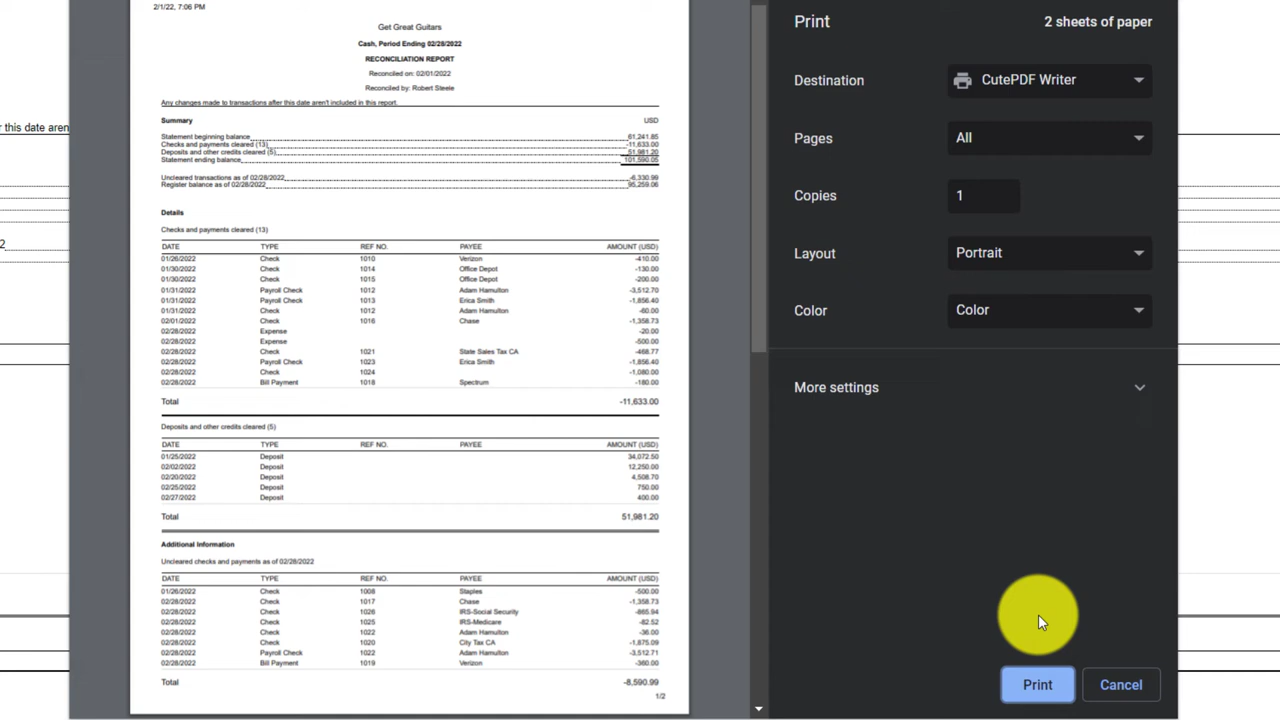 2/1/22, 7:06 PM
Get Great Guitars
Cash, Period Ending 02/28/2022
RECONCILIATION REPORT
Reconciled on: 02/01/2022
Reconciled by: Robert Steele
Any changes made to transactions after this date aren't included in this report.
Summary USD
Statement beginning balance 61,241.85
Checks and payments cleared (13) -11,633.00
Deposits and other credits cleared (5) 51,981.20
Statement ending balance 101,590.05
Uncleared transactions as of 02/28/2022 -6,330.99
Register balance as of 02/28/2022 95,259.06
Details
Checks and payments cleared (13)
DATE TYPE REF NO. PAYEE AMOUNT (USD)
01/26/2022 Check 1010 Verizon -410.00
01/30/2022 Check 1014 Office Depot -130.00
01/30/2022 Check 1015 Office Depot -200.00
01/31/2022 Payroll Check 1012 Adam Hamulton -3,512.70
01/31/2022 Payroll Check 1013 Erica Smith -1,856.40
01/31/2022 Check 1012 Adam Hamulton -60.00
02/01/2022 Check 1016 Chase -1,358.73
02/28/2022 Expense -20.00
02/28/2022 Expense -500.00
02/28/2022 Check 1021 State Sales Tax CA -468.77
02/28/2022 Payroll Check 1023 Erica Smith -1,856.40
02/28/2022 Check 1024 -1,080.00
02/28/2022 Bill Payment 1018 Spectrum -180.00
Total -11,633.00
Deposits and other credits cleared (5)
DATE TYPE REF NO. PAYEE AMOUNT (USD)
01/25/2022 Deposit 34,072.50
02/02/2022 Deposit 12,250.00
02/20/2022 Deposit 4,508.70
02/25/2022 Deposit 750.00
02/27/2022 Deposit 400.00
Total 51,981.20
Additional Information
Uncleared checks and payments as of 02/28/2022
DATE TYPE REF NO. PAYEE AMOUNT (USD)
01/26/2022 Check 1008 Staples -500.00
02/28/2022 Check 1017 Chase -1,358.73
02/28/2022 Check 1026 IRS-Social Security -865.94
02/28/2022 Check 1025 IRS-Medicare -82.52
02/28/2022 Check 1022 Adam Hamulton -36.00
02/28/2022 Check 1020 City Tax CA -1,875.09
02/28/2022 Payroll Check 1022 Adam Hamulton -3,512.71
02/28/2022 Bill Payment 1019 Verizon -360.00
Total -8,590.99
1/2
r this date aren
2
Print 2 sheets of paper
Destination CutePDF Writer
Pages All
Copies 1
Layout Portrait
Color Color
More settings
Print Cancel